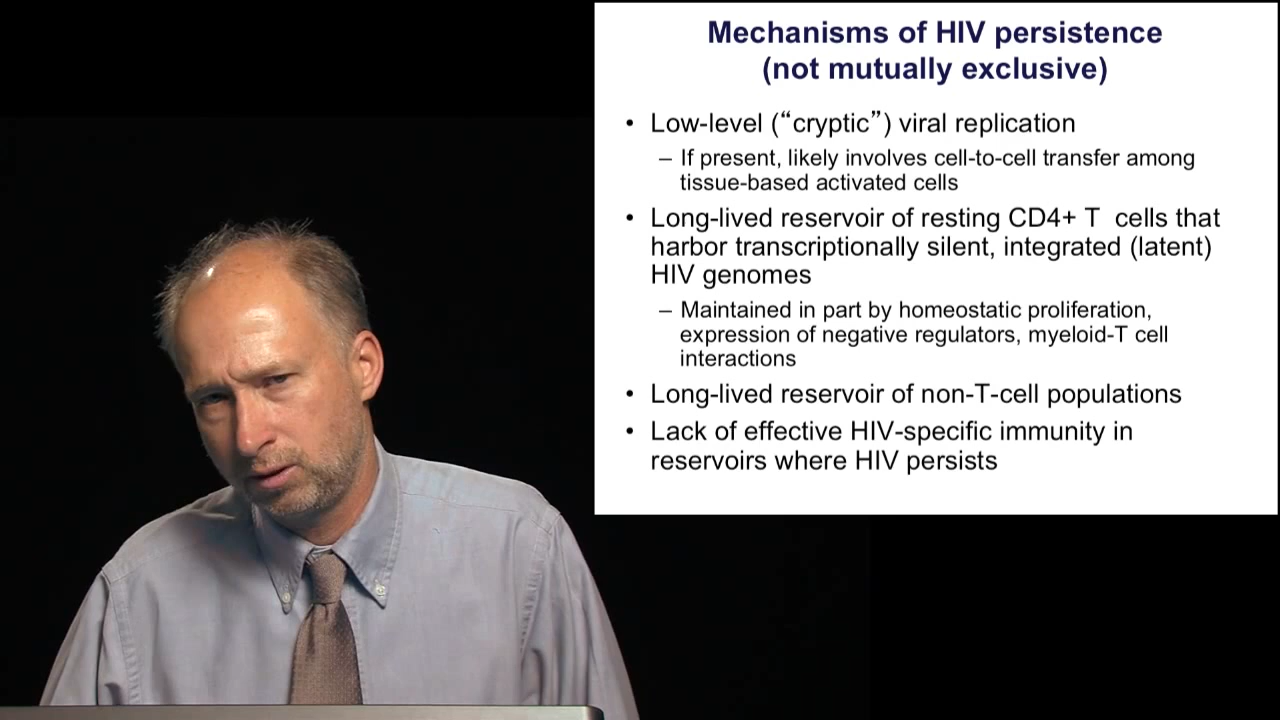 Mechanisms of HIV persistence
(not mutually exclusive)
• Low-level (“cryptic”) viral replication
– If present, likely involves cell-to-cell transfer among
tissue-based activated cells
• Long-lived reservoir of resting CD4+ T cells that
harbor transcriptionally silent, integrated (latent)
HIV genomes
– Maintained in part by homeostatic proliferation,
expression of negative regulators, myeloid-T cell
interactions
• Long-lived reservoir of non-T-cell populations
• Lack of effective HIV-specific immunity in
reservoirs where HIV persists